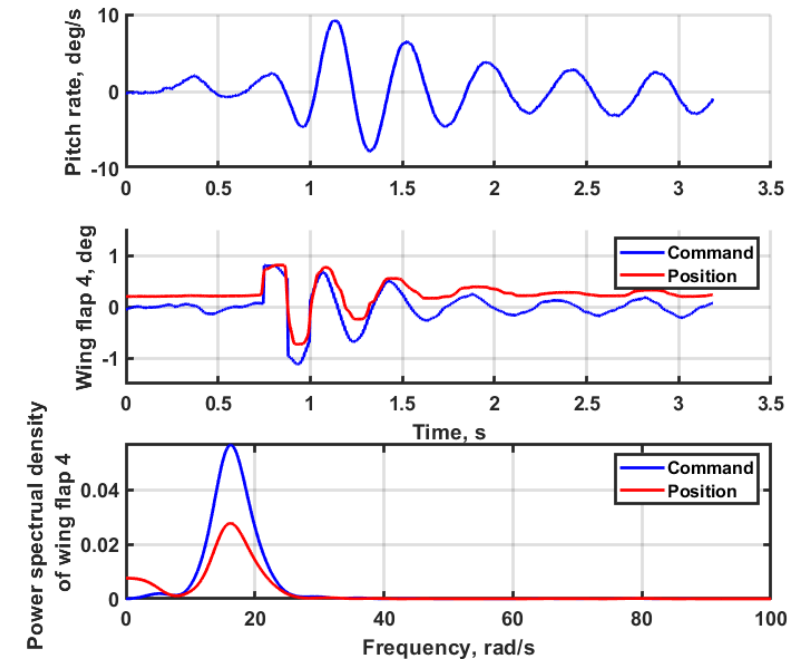 Pitch rate, deg/s
10
0
-10
0 0.5 1 1.5 2 2.5 3 3.5
Wing flap 4, deg
1
0
-1
Command
Position
0 0.5 1 1.5 2 2.5 3 3.5
Time, s
Power spectrual density
of wing flap 4
0.04
0.02
0
Command
Position
0 20 40 60 80 100
Frequency, rad/s